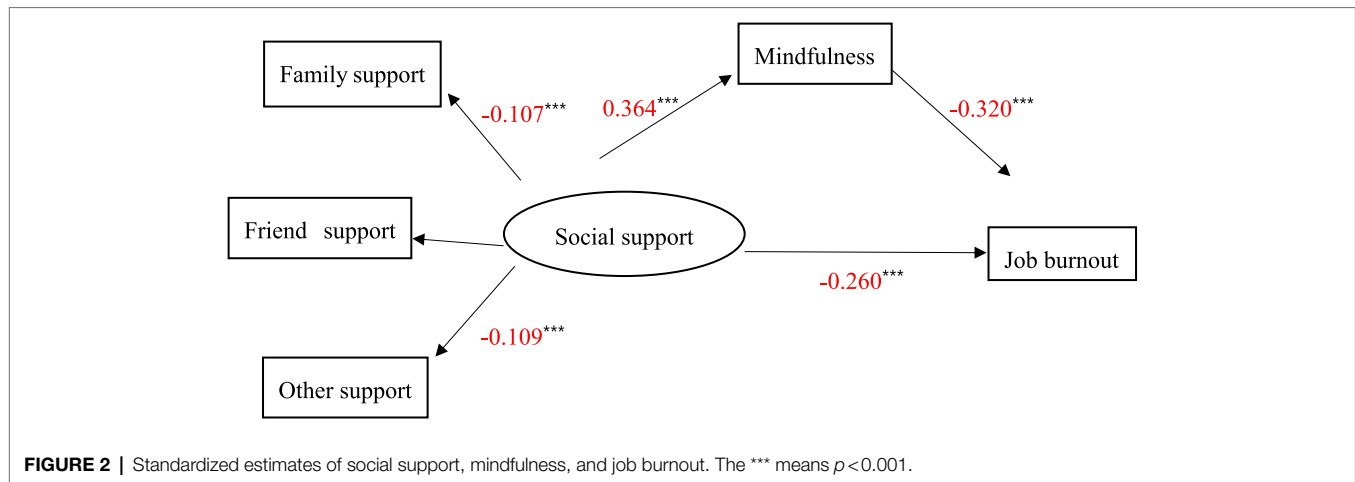 Mindfulness
Family support
-0.107***
0.364***
-0.320***
Friend support
Social support
Job burnout
-0.260***
-0.109***
Other support
FIGURE 2 | Standardized estimates of social support, mindfulness, and job burnout. The *** means p<0.001.